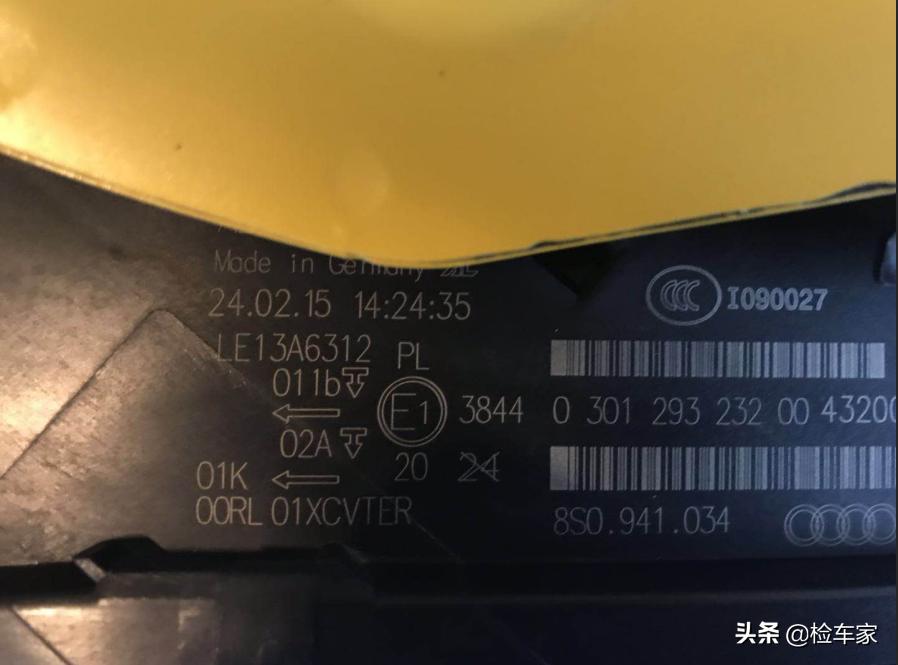 Made in Germany
24.02.15 14:24:35
CCC I090027
LE13A6312 PL
011b
E1 3844
0 301 293 232 00 43200
02A
20 24
01K
00RL 01XCVTER
8S0.941.034
头条 @检车家